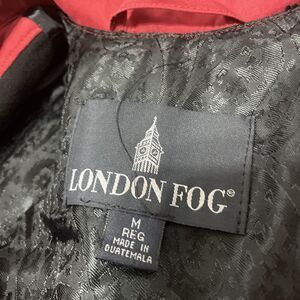 LONDON FOG®
M
REG
MADE IN
GUATEMALA